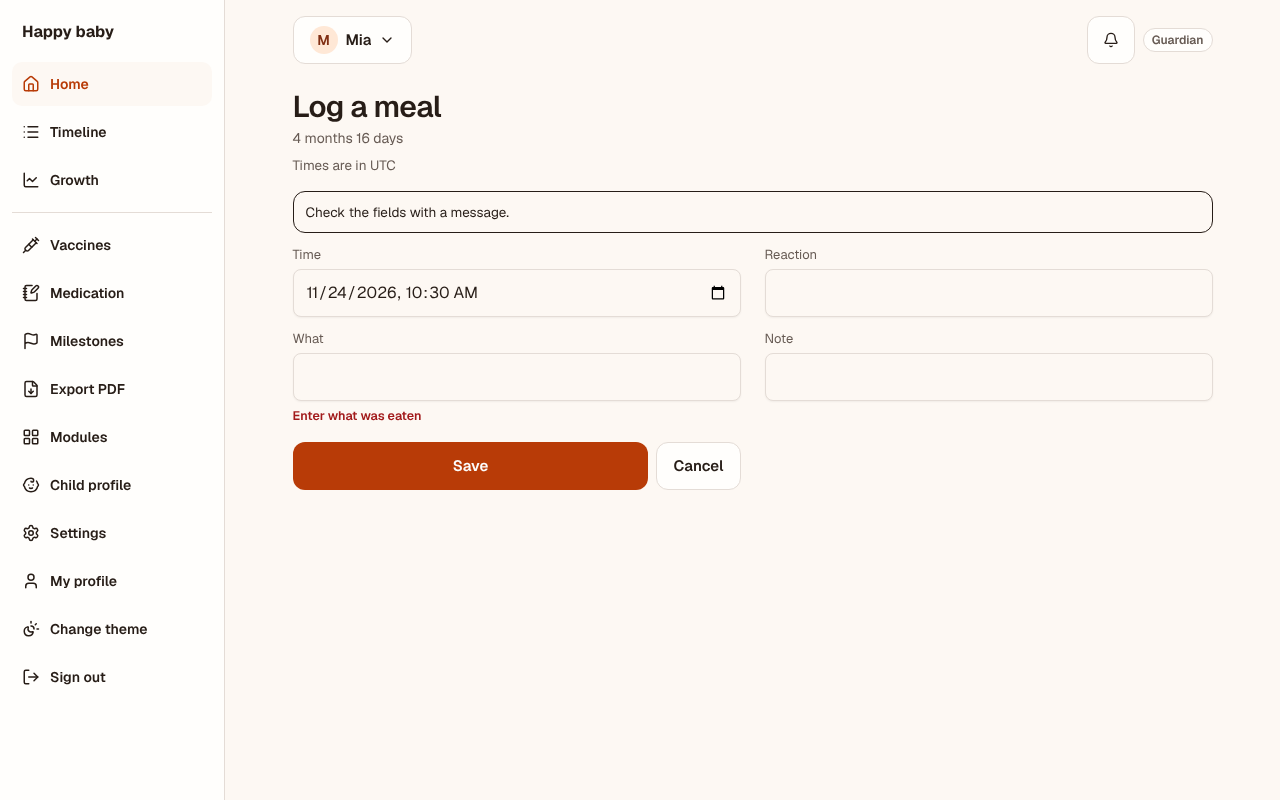 Happy baby
Home
Timeline
Growth
Vaccines
Medication
Milestones
Export PDF
Modules
Child profile
Settings
My profile
Change theme
Sign out
M Mia
Guardian
Log a meal
4 months 16 days
Times are in UTC
Check the fields with a message.
Time
11/24/2026, 10:30 AM
Reaction
What
Enter what was eaten
Note
Save
Cancel